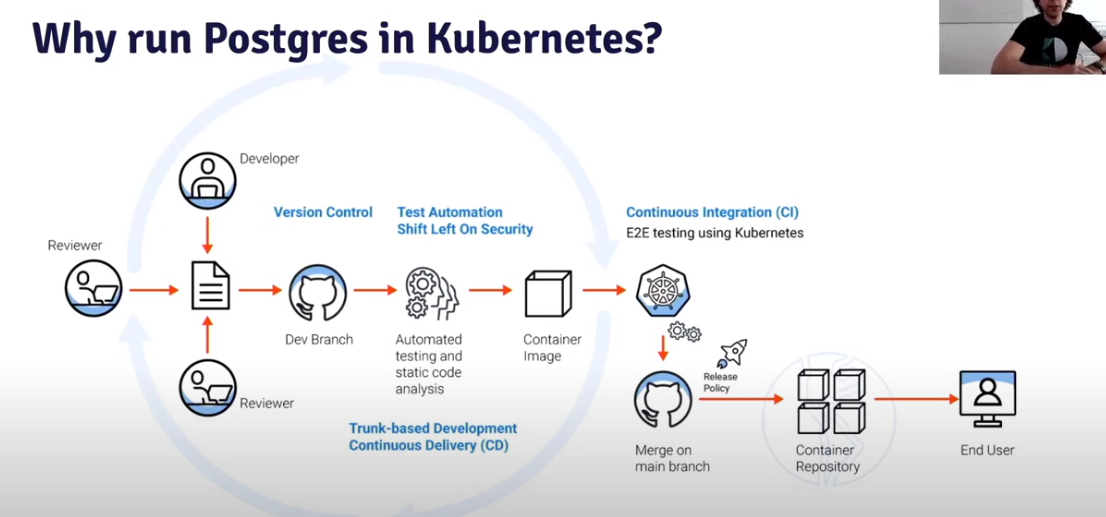 Why run Postgres in Kubernetes?
Developer
Version Control
Test Automation
Shift Left On Security
Continuous Integration (CI)
E2E testing using Kubernetes
Reviewer
Dev Branch
Automated
testing and
static code
analysis
Container
Image
Release
Policy
Reviewer
Trunk-based Development
Continuous Delivery (CD)
Merge on
main branch
Container
Repository
End User